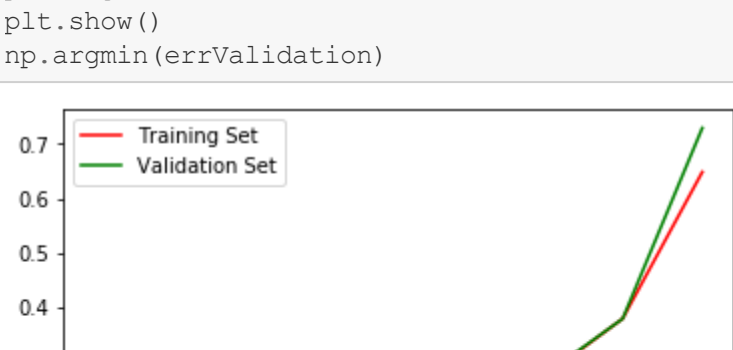 plt.show()
np.argmin(errValidation)
Training Set
Validation Set
0.7
0.6
0.5
0.4